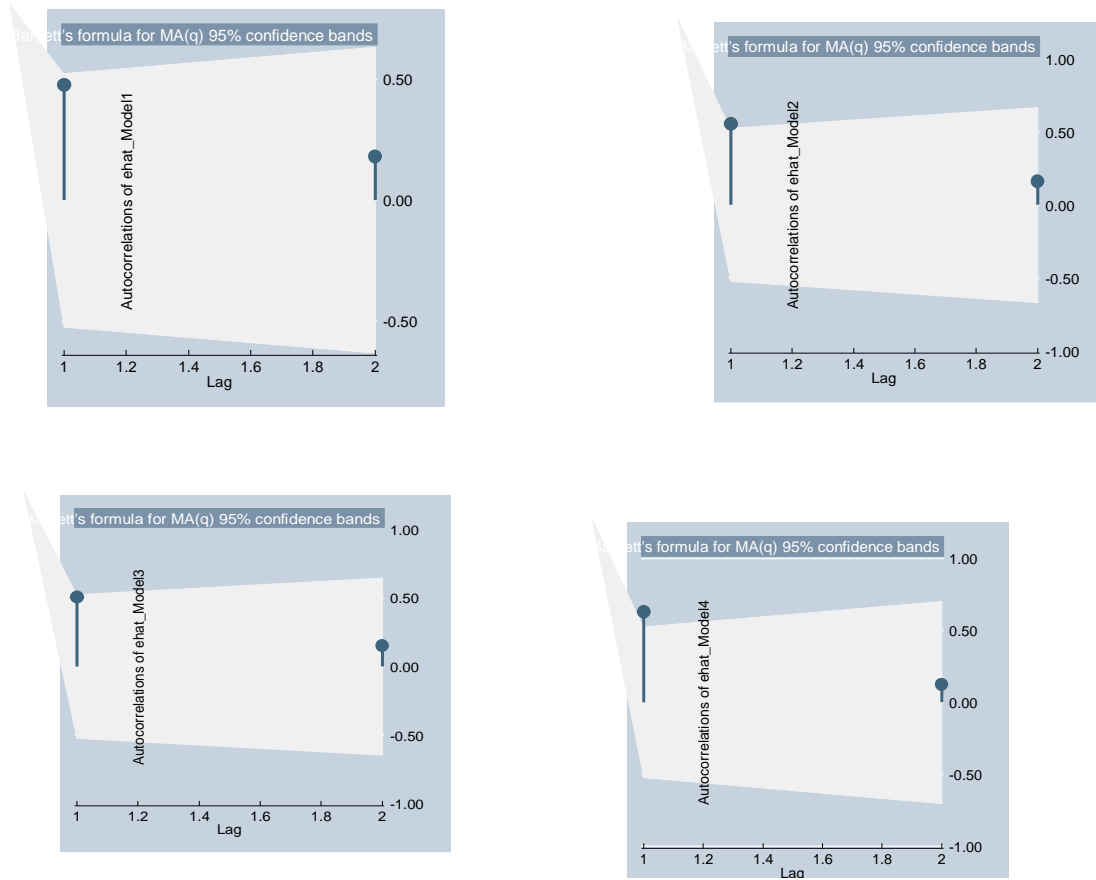 Bartlett's formula for MA(q) 95% confidence bands
0.50
0.00
-0.50
Autocorrelations of ehat_Model1
1 1.2 1.4 1.6 1.8 2
Lag
Bartlett's formula for MA(q) 95% confidence bands
1.00
0.50
0.00
-0.50
-1.00
Autocorrelations of ehat_Model2
1 1.2 1.4 1.6 1.8 2
Lag
Bartlett's formula for MA(q) 95% confidence bands
1.00
0.50
0.00
-0.50
-1.00
Autocorrelations of ehat_Model3
1 1.2 1.4 1.6 1.8 2
Lag
Bartlett's formula for MA(q) 95% confidence bands
1.00
0.50
0.00
-0.50
-1.00
Autocorrelations of ehat_Model4
1 1.2 1.4 1.6 1.8 2
Lag